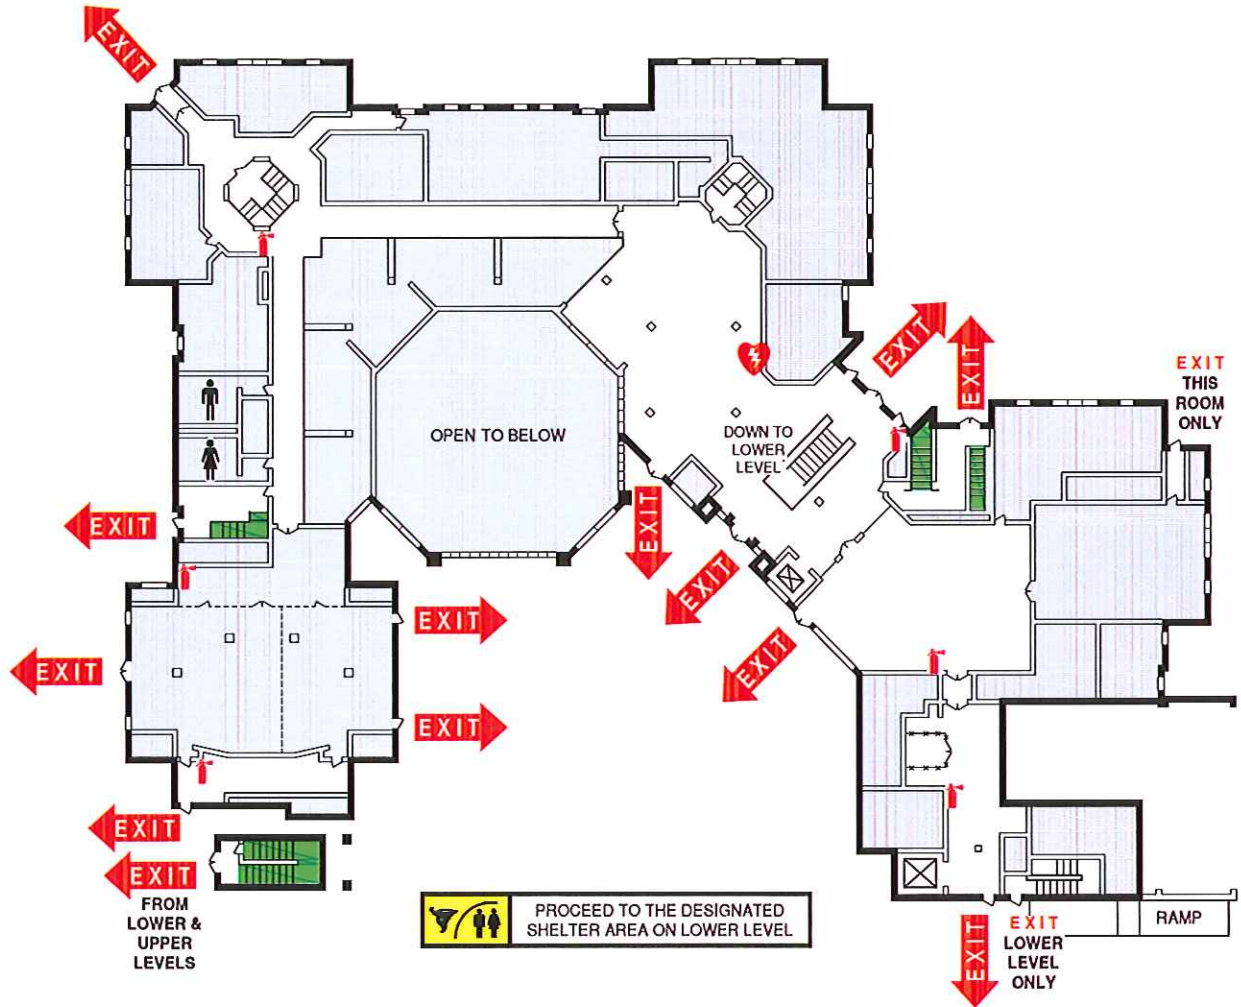 EXIT
EXIT
EXIT
EXIT
THIS
ROOM
ONLY
OPEN TO BELOW
DOWN TO
LOWER
LEVEL
EXIT
EXIT
EXIT
EXIT
EXIT
EXIT
EXIT
EXIT
EXIT
EXIT
FROM
LOWER &
UPPER
LEVELS
PROCEED TO THE DESIGNATED
SHELTER AREA ON LOWER LEVEL
EXIT
EXIT
LOWER
LEVEL
ONLY
RAMP